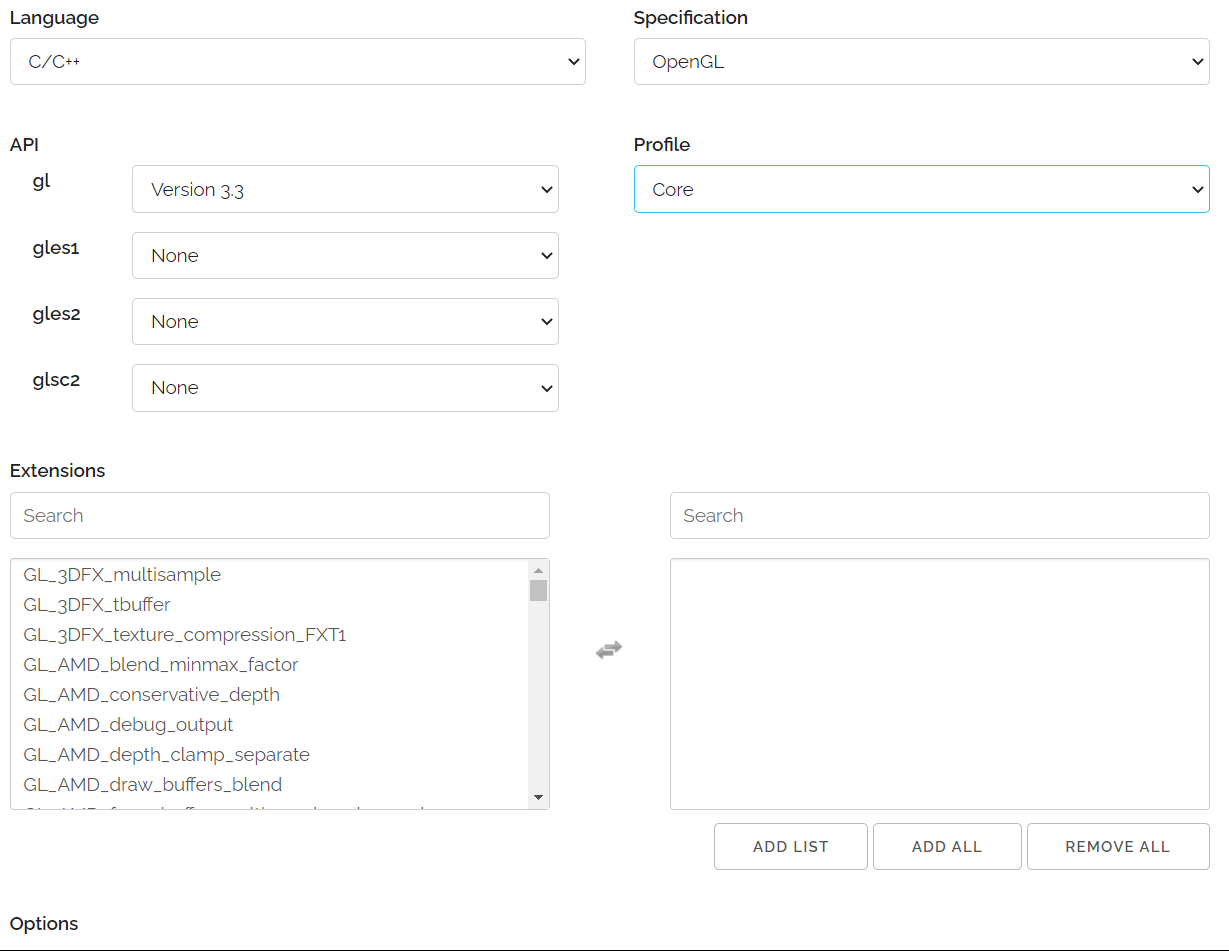 Language
Specification
C/C++
OpenGL
API
Profile
gl
Version 3.3
Core
gles1
None
gles2
None
glsc2
None
Extensions
Search
Search
GL_3DFX_multisample
GL_3DFX_tbuffer
GL_3DFX_texture_compression_FXT1
GL_AMD_blend_minmax_factor
GL_AMD_conservative_depth
GL_AMD_debug_output
GL_AMD_depth_clamp_separate
GL_AMD_draw_buffers_blend
ADD LIST
ADD ALL
REMOVE ALL
Options